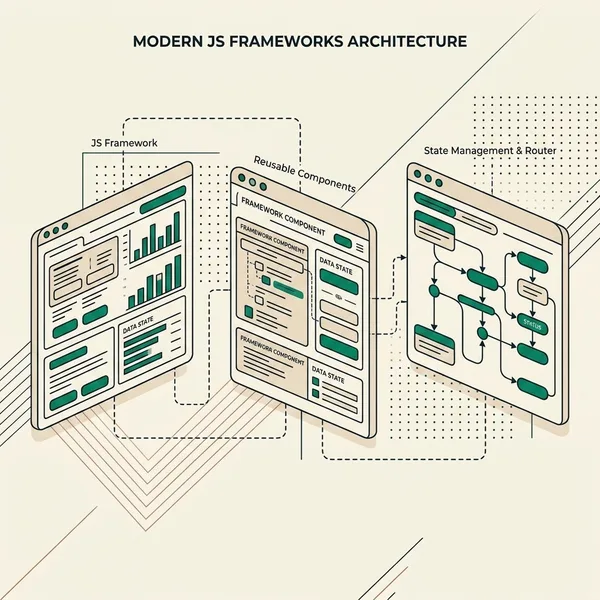 MODERN JS FRAMEWORKS ARCHITECTURE
JS Framework
Reusable Components
State Management & Router
DATA STATE
FRAMEWORK COMPONENT
FRAMEWORK COMPONENT
DATA STATE
FRAMEWORK COMPONENT
DATA STATE
STATUS